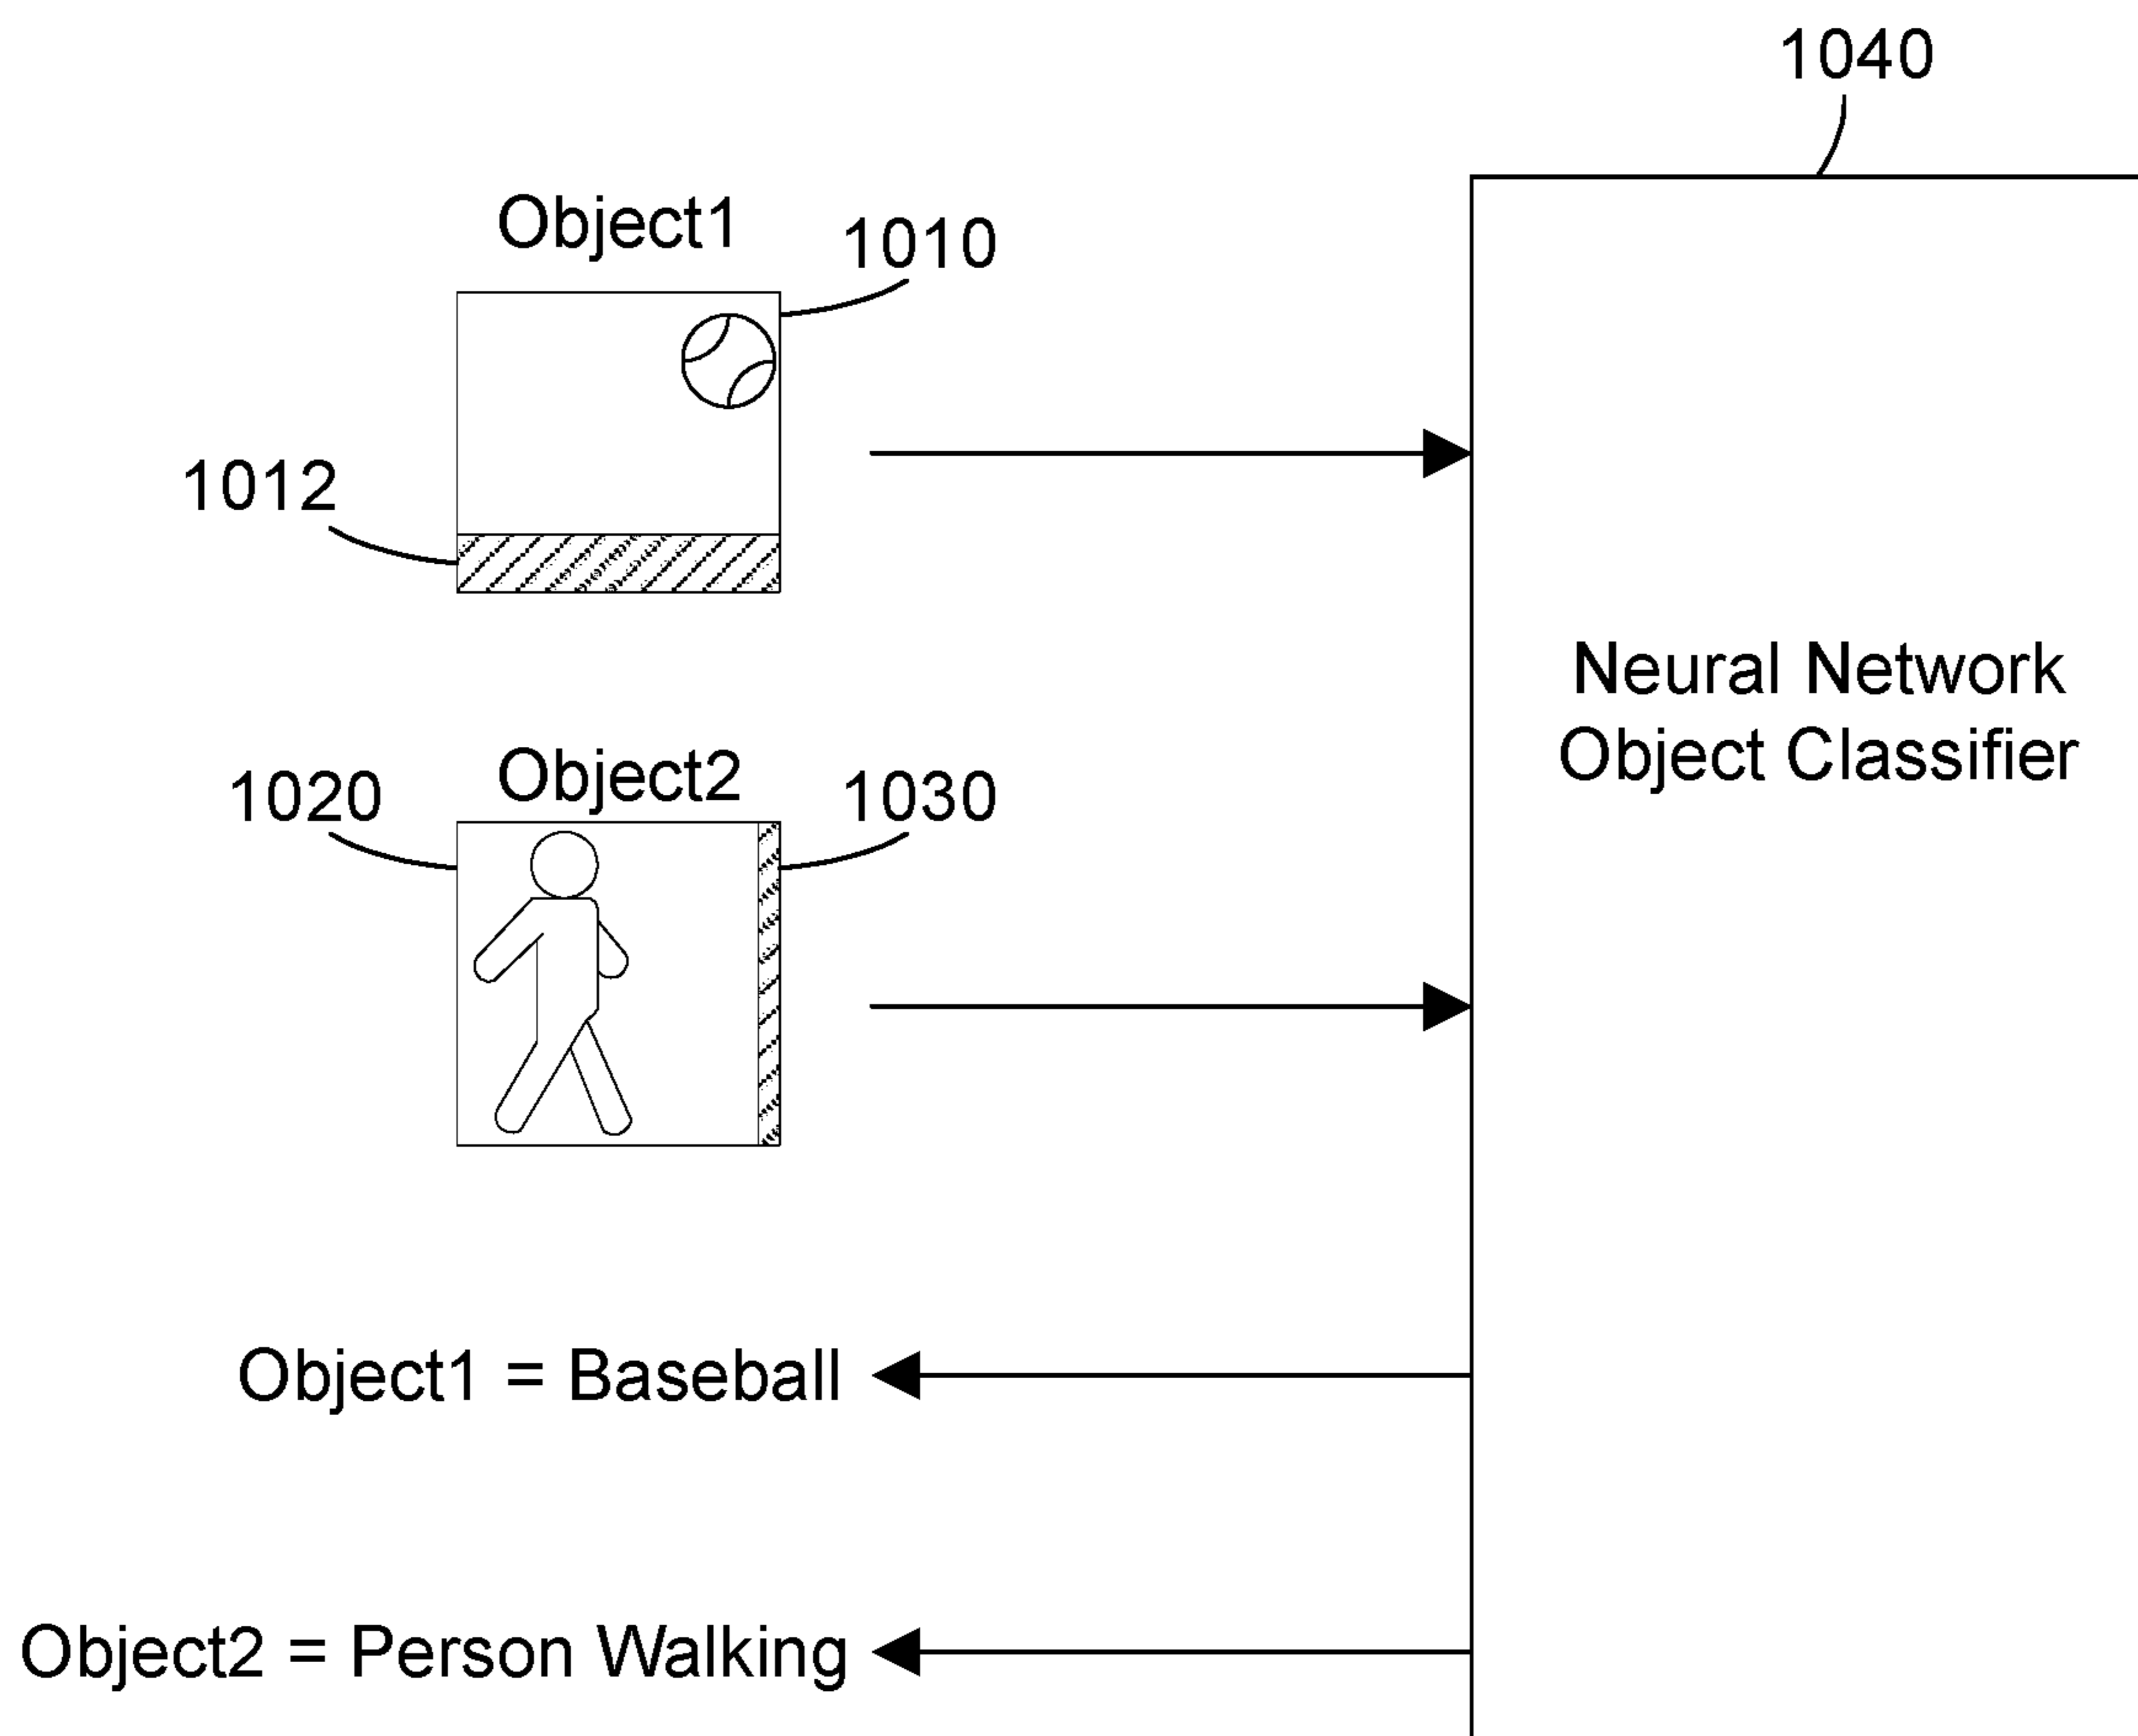 1040
Object1
1010
1012
Neural Network
Object Classifier
Object2
1020
1030
Object1 = Baseball
Object2 = Person Walking